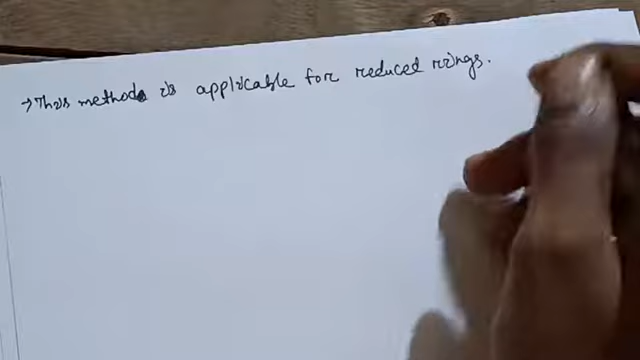 → This method is applicable for reduced rings.